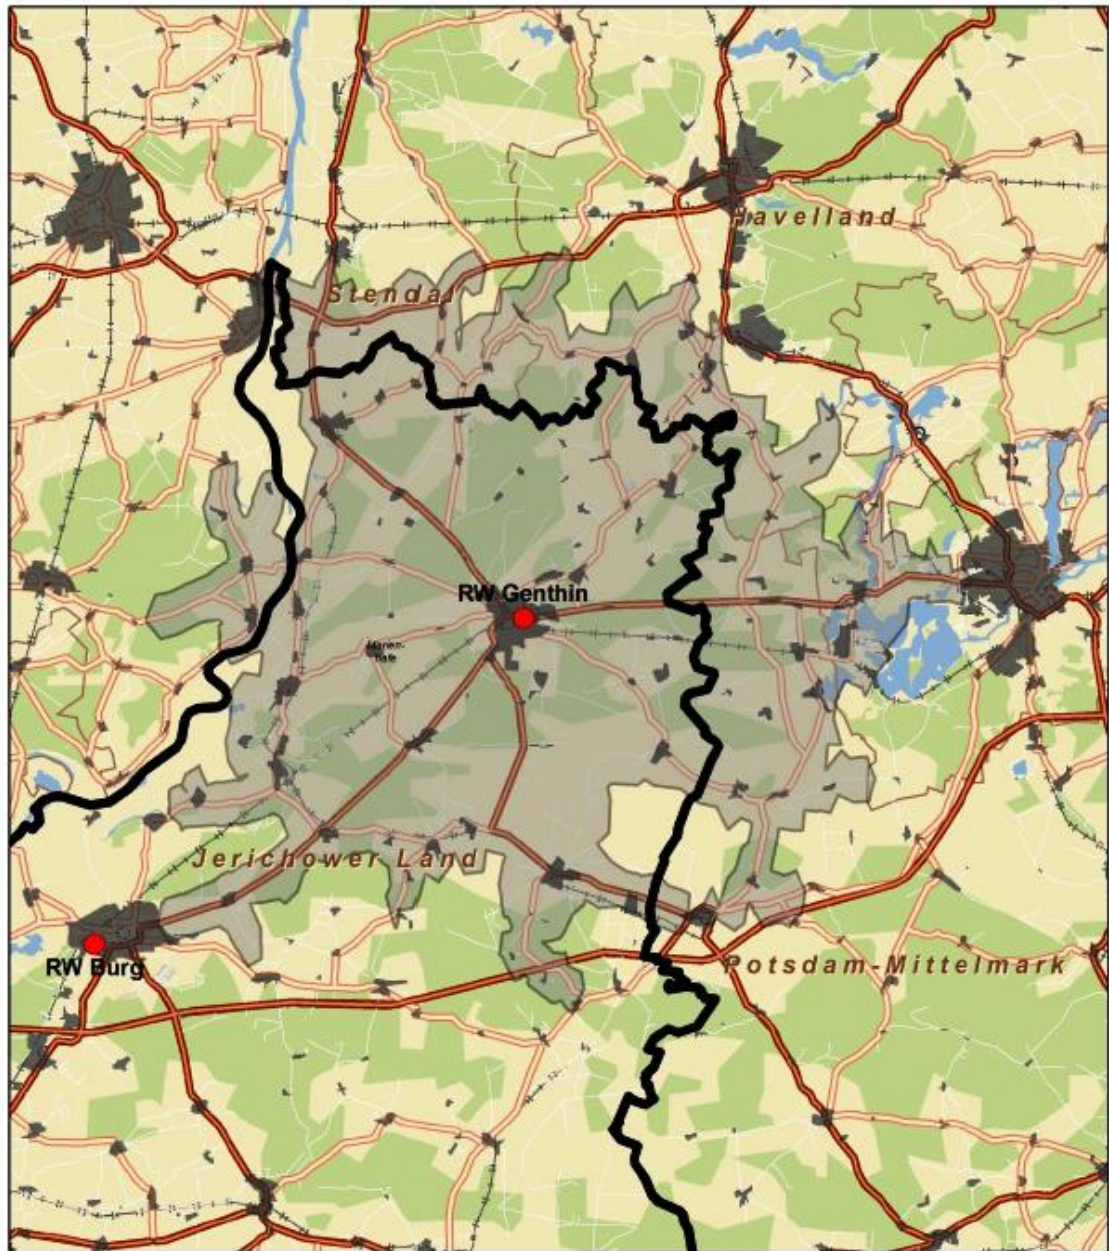 Havelland
Stendal
RW Genthin
Jerichower Land
RW Burg
Potsdam-Mittelmark